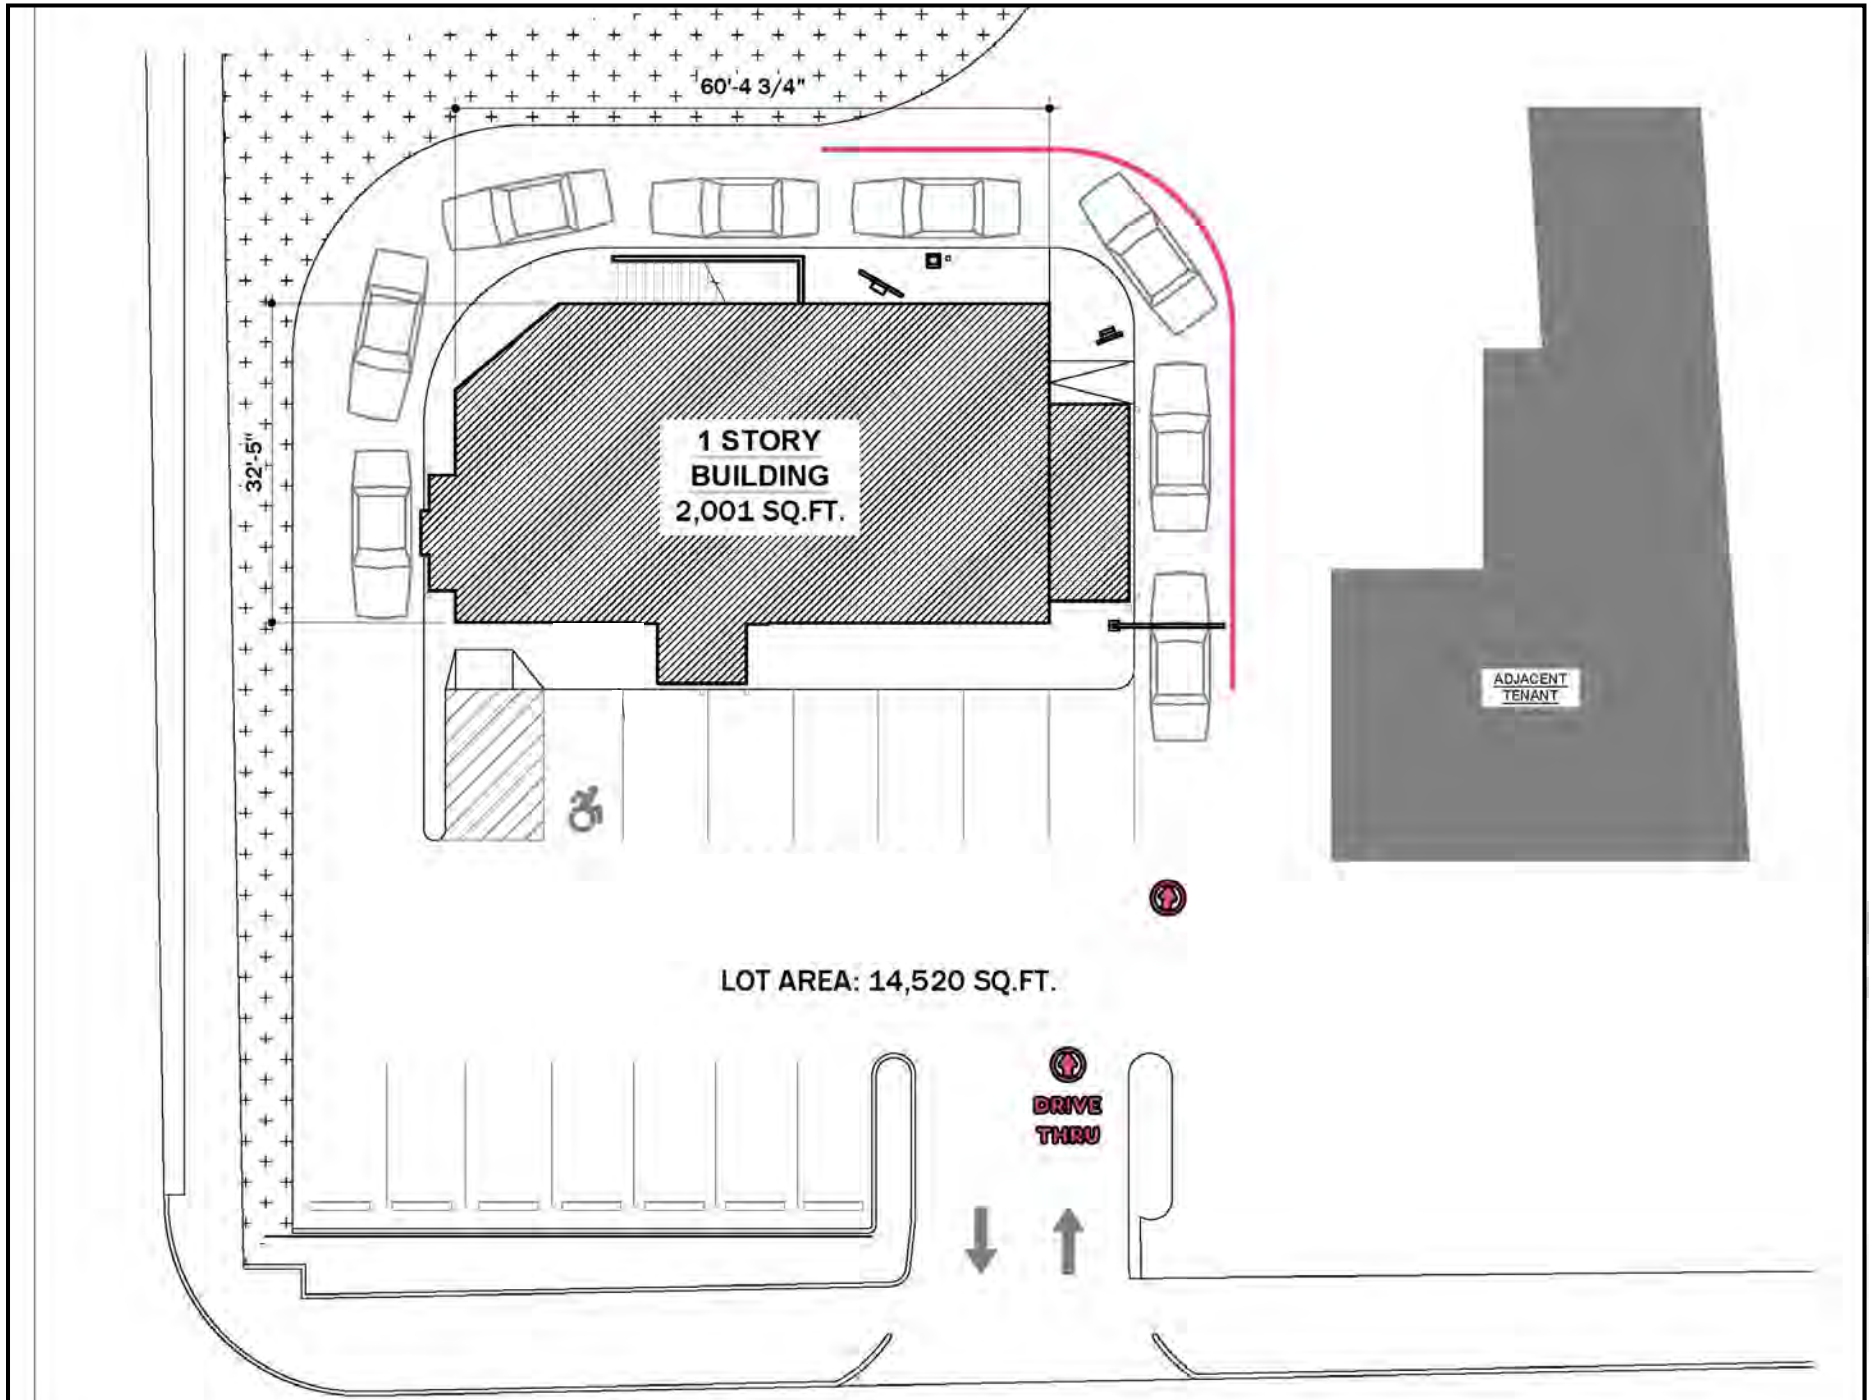 60'-4 3/4"
32'-5"
1 STORY
BUILDING
2,001 SQ.FT.
ADJACENT
TENANT
LOT AREA: 14,520 SQ.FT.
DRIVE
THRU